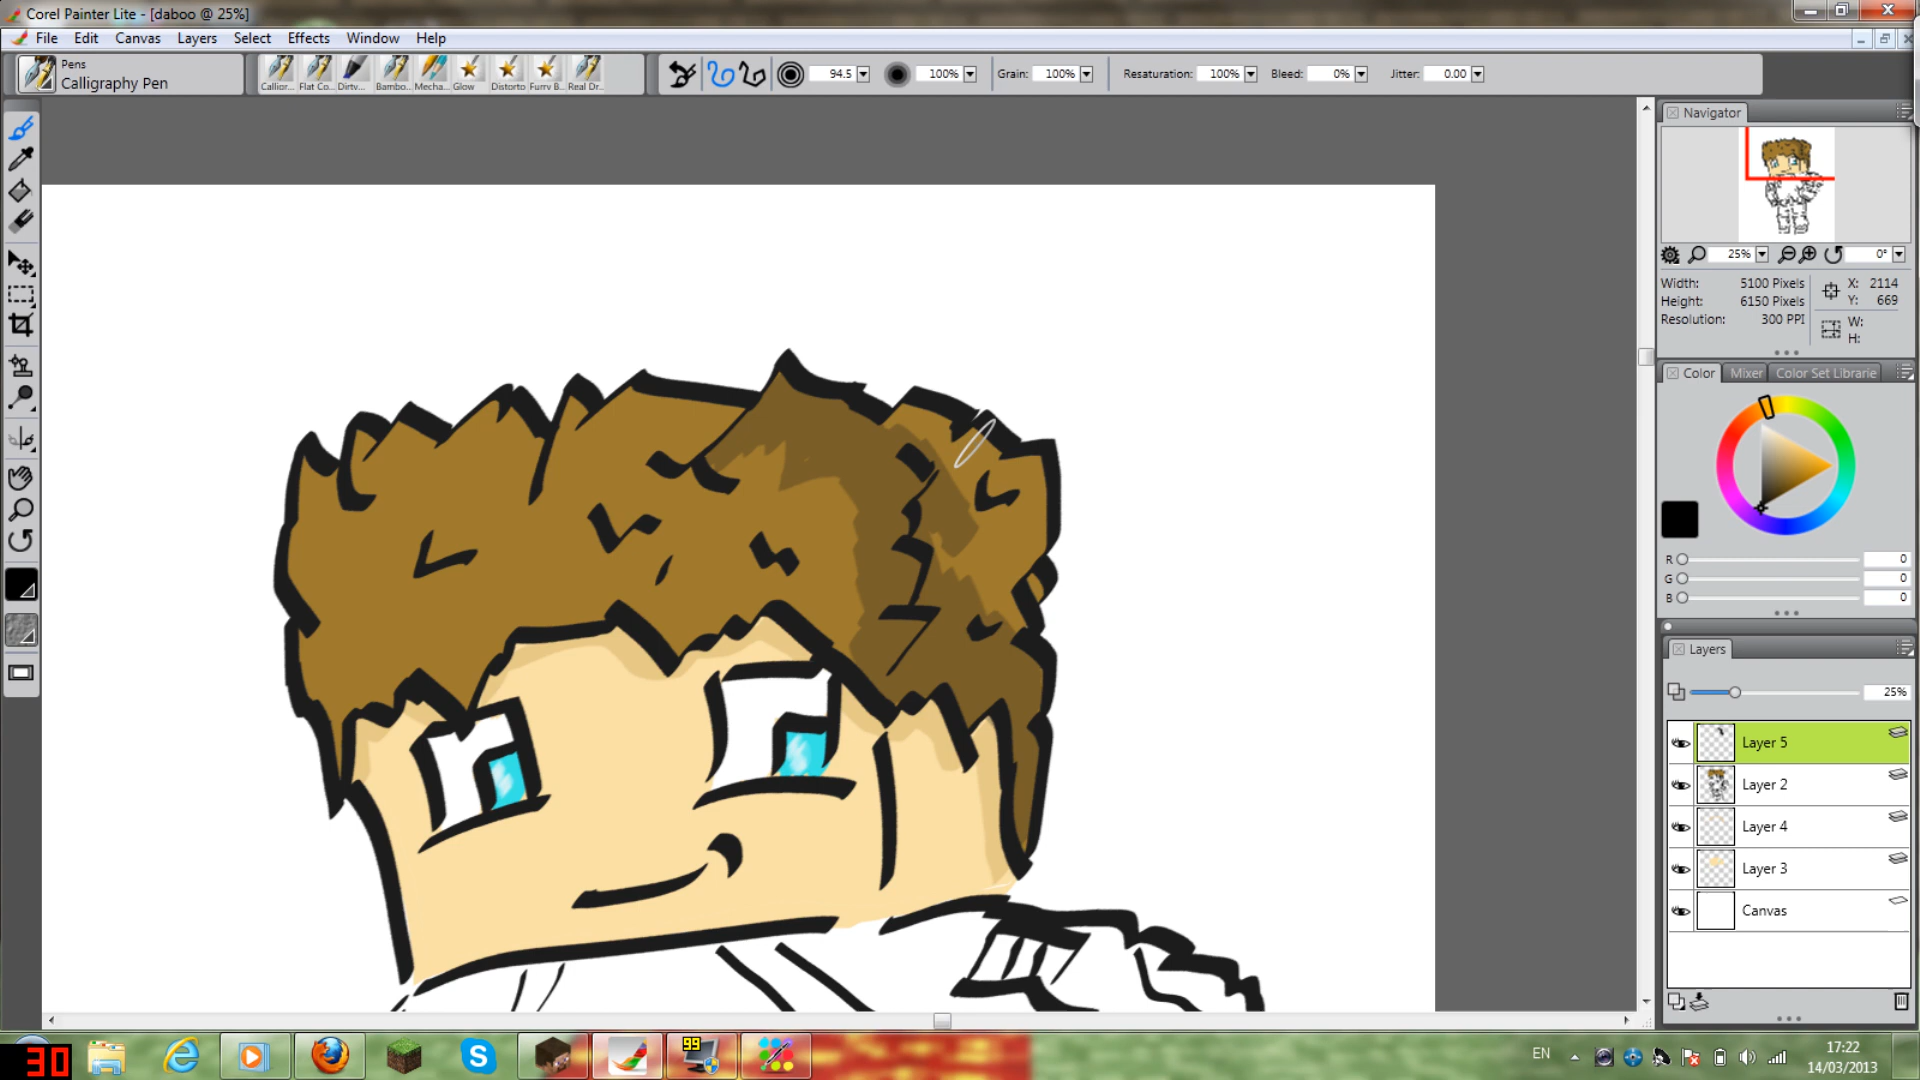 Corel Painter Lite - [daboo @ 25%]
File Edit Canvas Layers Select Effects Window Help
Pens
Calligraphy Pen
Calligr... Flat Co... Dirty... Bambo... Mecha... Glow Distorto Furry B... Real Dr...
94.5 100% Grain: 100% Resaturation: 100% Bleed: 0% Jitter: 0.00
Navigator
25% 0°
Width: 5100 Pixels
Height: 6150 Pixels
Resolution: 300 PPI
X: 2114
Y: 669
W:
H:
Color Mixer Color Set Librarie
R 0
G 0
B 0
Layers
25%
Layer 5
Layer 2
Layer 4
Layer 3
Canvas
30
99
EN
17:22
14/03/2013